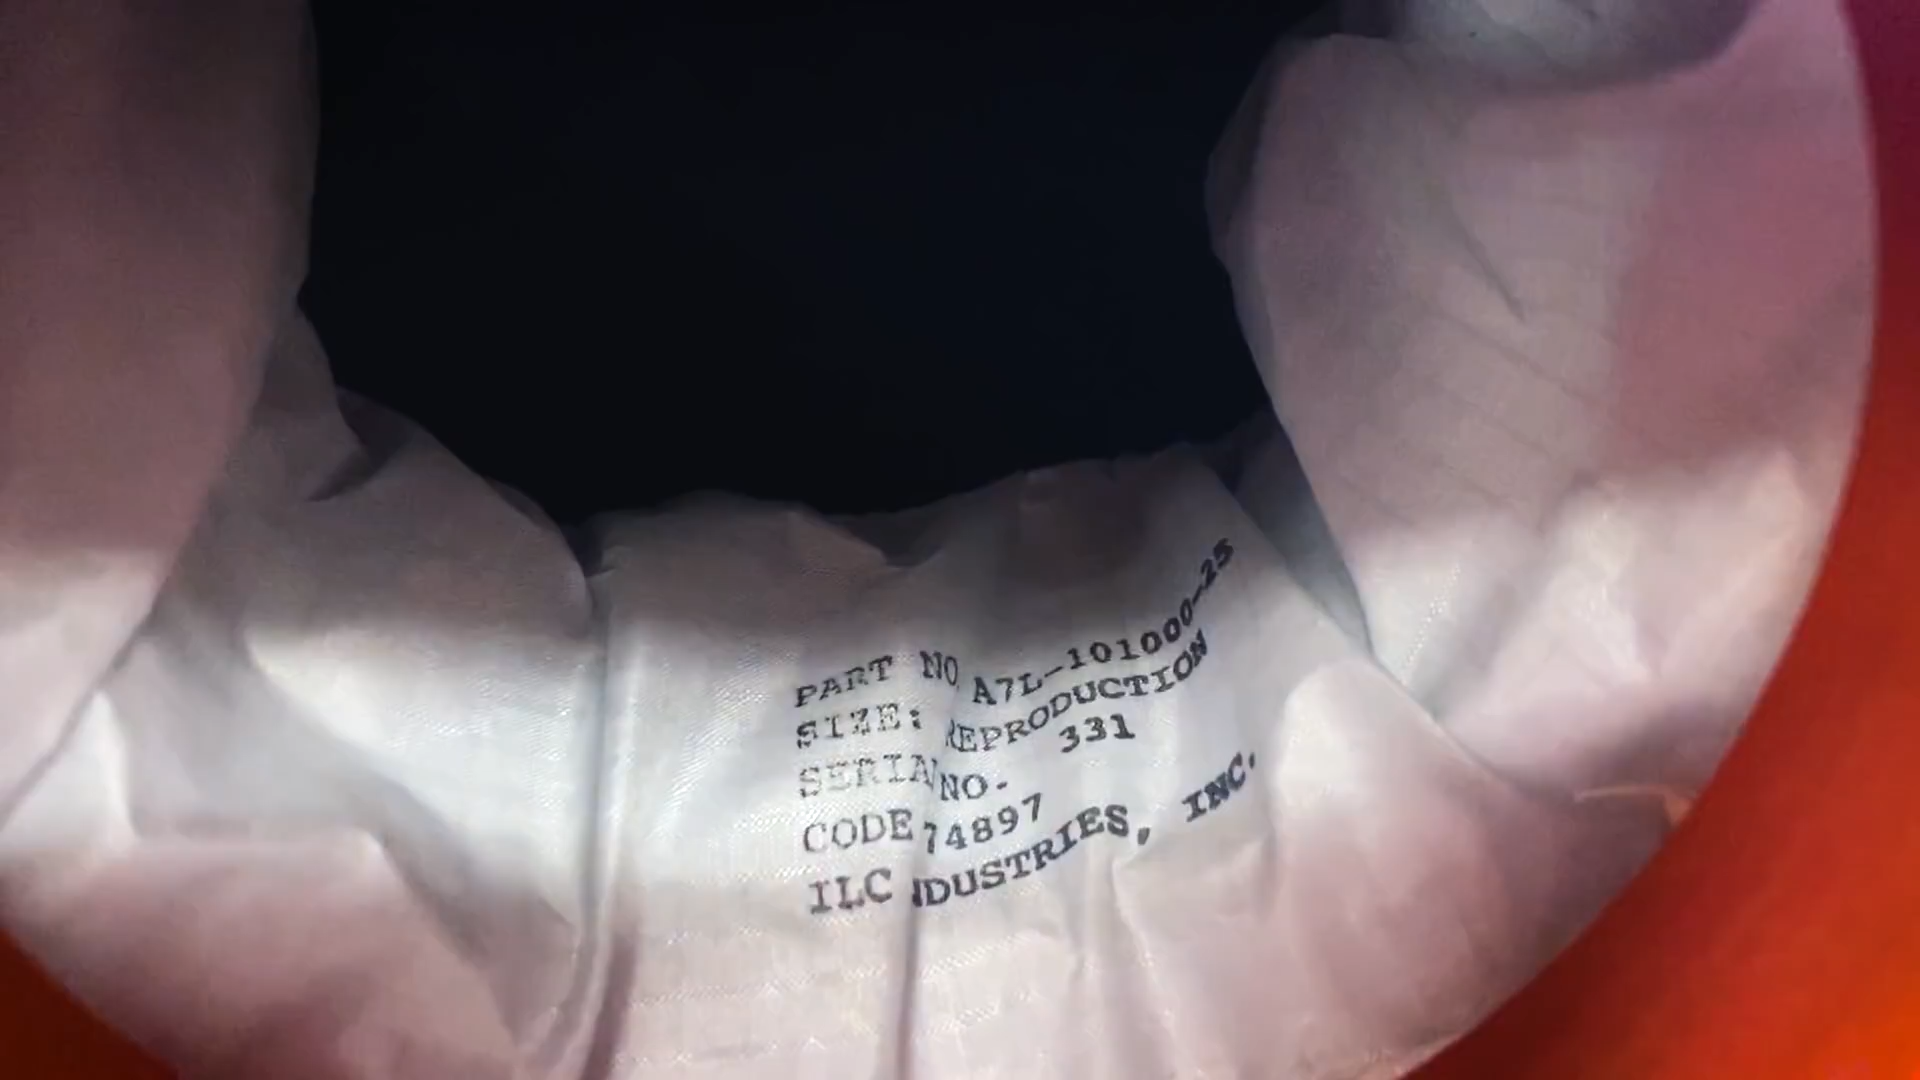 PART NO A7L-101000-25
SIZE: REPRODUCTION
SERIAL NO. 331
CODE 74897
ILC INDUSTRIES, INC.